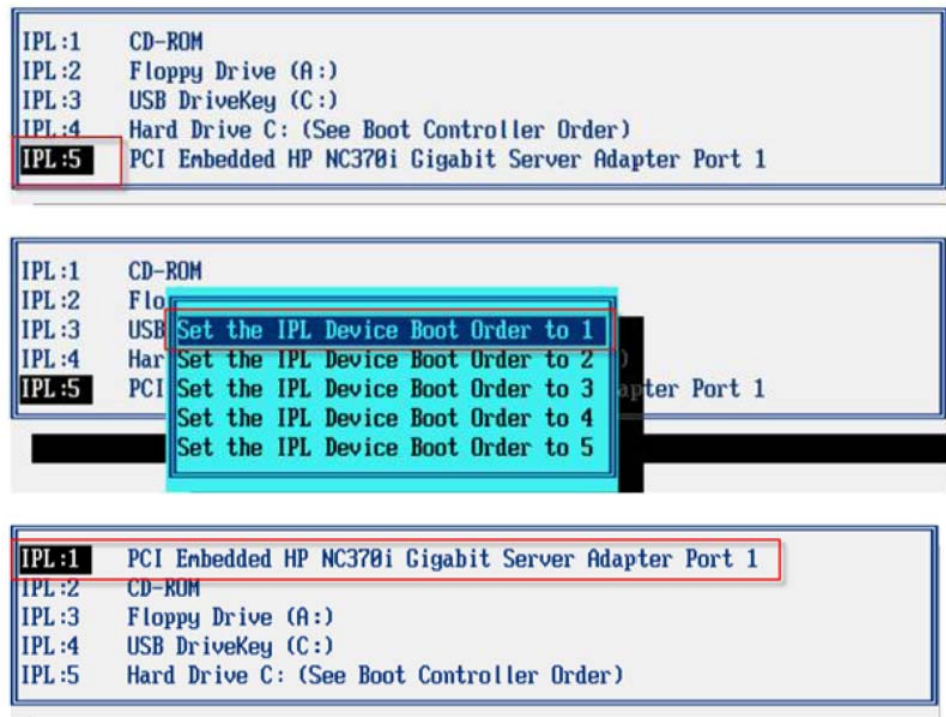 IPL:1 CD-ROM
IPL:2 Floppy Drive (A:)
IPL:3 USB DriveKey (C:)
IPL:4 Hard Drive C: (See Boot Controller Order)
IPL:5 PCI Embedded HP NC370i Gigabit Server Adapter Port 1
IPL:1 CD-ROM
IPL:2 Flo
IPL:3 USB Set the IPL Device Boot Order to 1
IPL:4 Har Set the IPL Device Boot Order to 2 )
IPL:5 PCI Set the IPL Device Boot Order to 3 apter Port 1
Set the IPL Device Boot Order to 4
Set the IPL Device Boot Order to 5
IPL:1 PCI Embedded HP NC370i Gigabit Server Adapter Port 1
IPL:2 CD-ROM
IPL:3 Floppy Drive (A:)
IPL:4 USB DriveKey (C:)
IPL:5 Hard Drive C: (See Boot Controller Order)